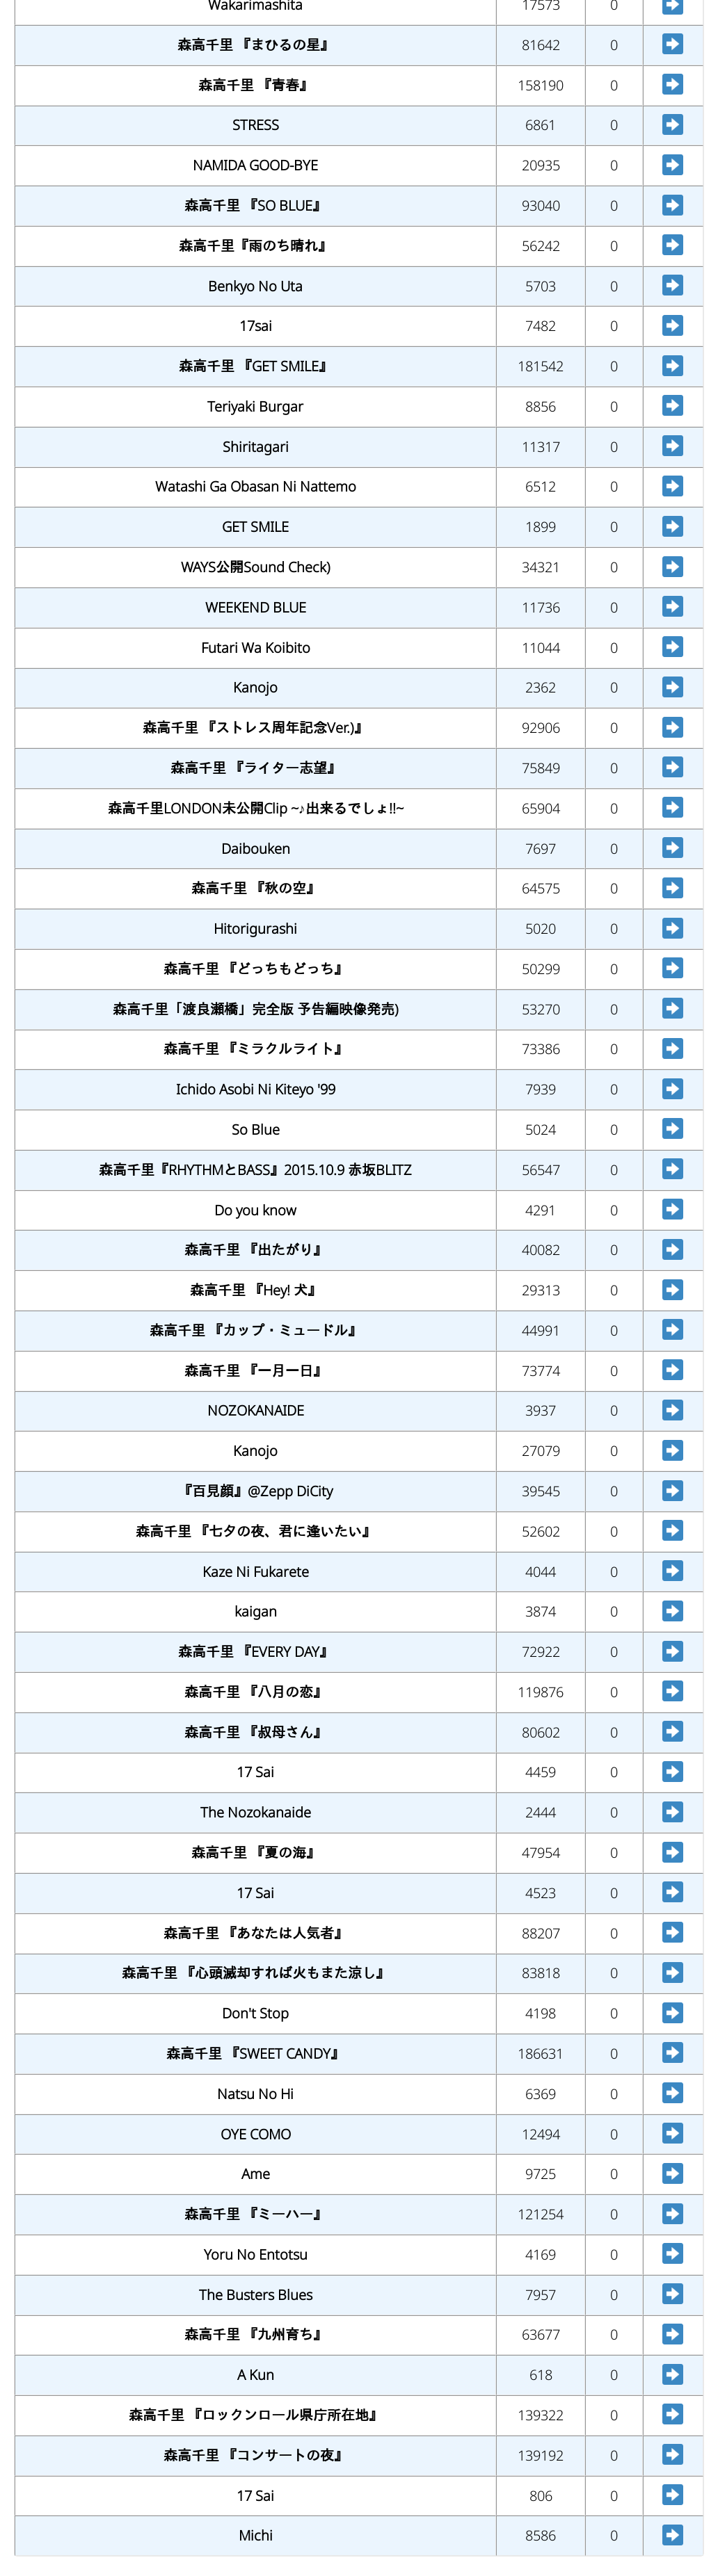 Wakarimashita 17573 0
森高千里 『まひるの星』 81642 0
森高千里 『青春』 158190 0
STRESS 6861 0
NAMIDA GOOD-BYE 20935 0
森高千里 『SO BLUE』 93040 0
森高千里『雨のち晴れ』 56242 0
Benkyo No Uta 5703 0
17sai 7482 0
森高千里 『GET SMILE』 181542 0
Teriyaki Burgar 8856 0
Shiritagari 11317 0
Watashi Ga Obasan Ni Nattemo 6512 0
GET SMILE 1899 0
WAYS公開Sound Check) 34321 0
WEEKEND BLUE 11736 0
Futari Wa Koibito 11044 0
Kanojo 2362 0
森高千里 『ストレス周年記念Ver.)』 92906 0
森高千里 『ライター志望』 75849 0
森高千里LONDON未公開Clip ~♪出来るでしょ!!~ 65904 0
Daibouken 7697 0
森高千里 『秋の空』 64575 0
Hitorigurashi 5020 0
森高千里 『どっちもどっち』 50299 0
森高千里「渡良瀬橋」完全版 予告編映像発売) 53270 0
森高千里 『ミラクルライト』 73386 0
Ichido Asobi Ni Kiteyo '99 7939 0
So Blue 5024 0
森高千里『RHYTHMとBASS』2015.10.9 赤坂BLITZ 56547 0
Do you know 4291 0
森高千里 『出たがり』 40082 0
森高千里 『Hey! 犬』 29313 0
森高千里 『カップ・ミュードル』 44991 0
森高千里 『一月一日』 73774 0
NOZOKANAIDE 3937 0
Kanojo 27079 0
『百見顔』@Zepp DiCity 39545 0
森高千里 『七夕の夜、君に逢いたい』 52602 0
Kaze Ni Fukarete 4044 0
kaigan 3874 0
森高千里 『EVERY DAY』 72922 0
森高千里 『八月の恋』 119876 0
森高千里 『叔母さん』 80602 0
17 Sai 4459 0
The Nozokanaide 2444 0
森高千里 『夏の海』 47954 0
17 Sai 4523 0
森高千里 『あなたは人気者』 88207 0
森高千里 『心頭滅却すれば火もまた涼し』 83818 0
Don't Stop 4198 0
森高千里 『SWEET CANDY』 186631 0
Natsu No Hi 6369 0
OYE COMO 12494 0
Ame 9725 0
森高千里 『ミーハー』 121254 0
Yoru No Entotsu 4169 0
The Busters Blues 7957 0
森高千里 『九州育ち』 63677 0
A Kun 618 0
森高千里 『ロックンロール県庁所在地』 139322 0
森高千里 『コンサートの夜』 139192 0
17 Sai 806 0
Michi 8586 0